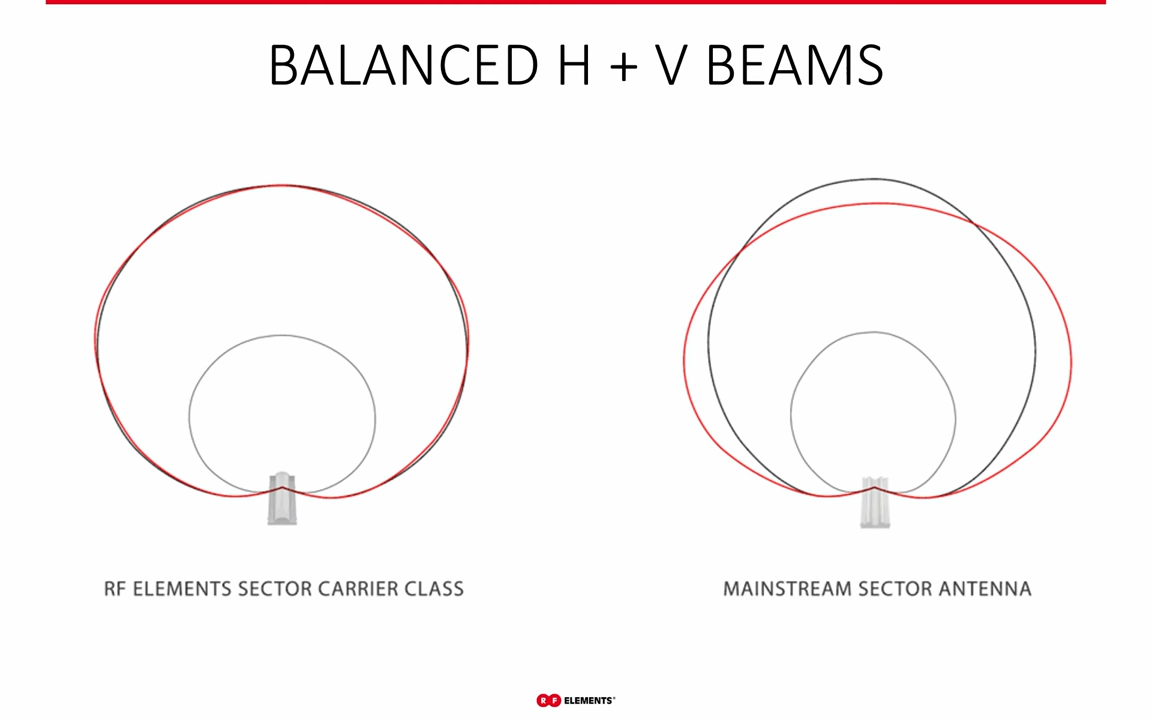 BALANCED H + V BEAMS
RF ELEMENTS SECTOR CARRIER CLASS
MAINSTREAM SECTOR ANTENNA
RF ELEMENTS®